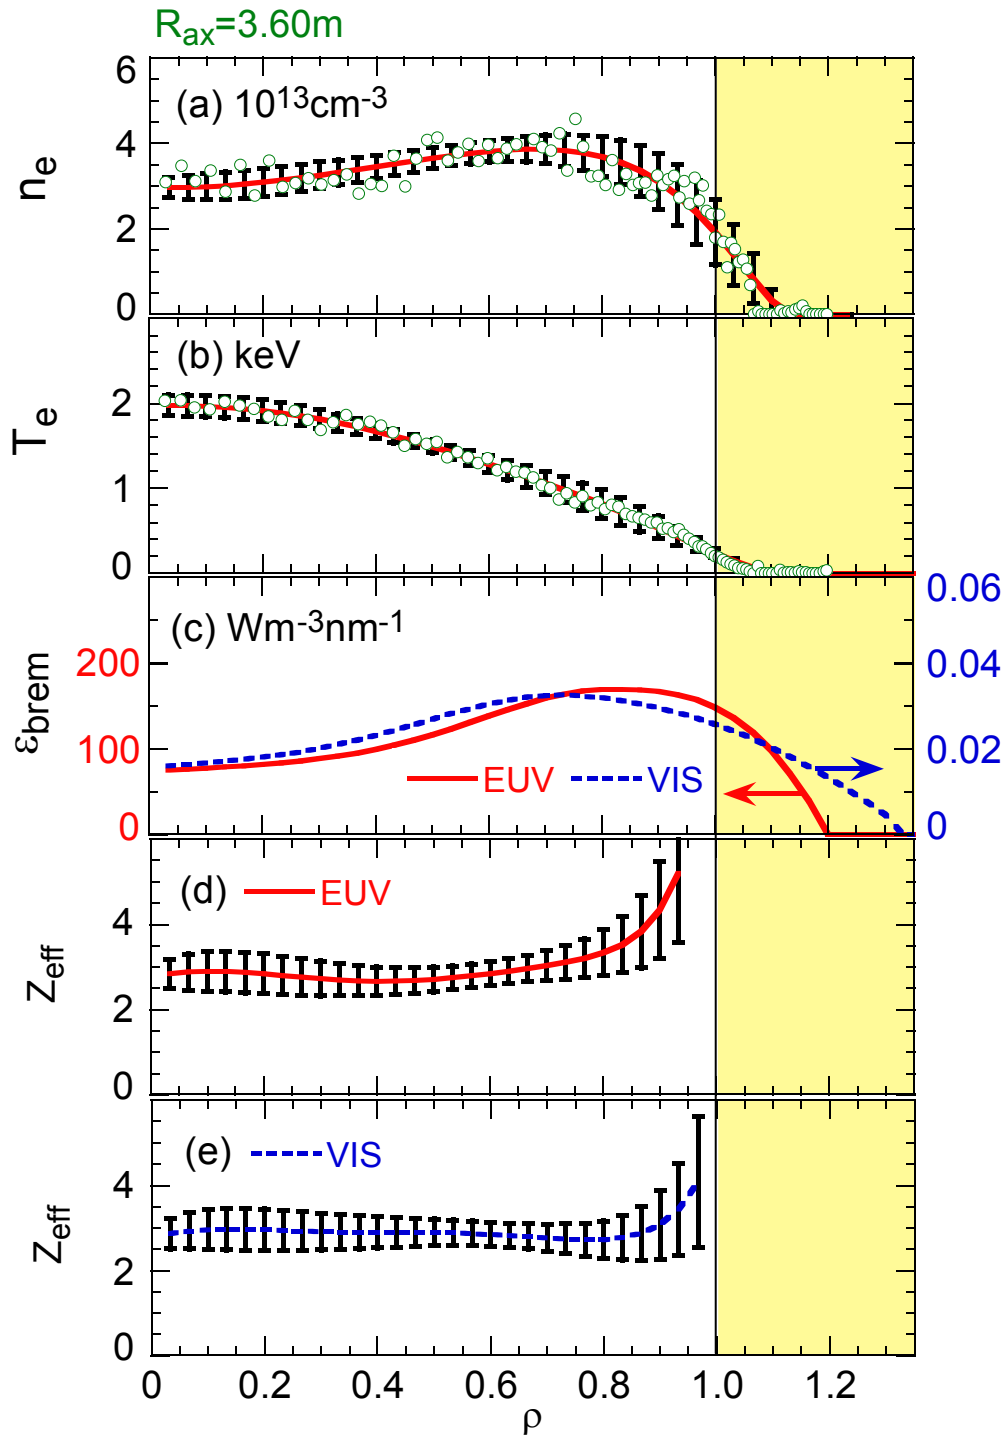 Rax=3.60m
6
(a) 10¹³cm⁻³
4
ne
2
0
(b) keV
2
Te
1
0
(c) Wm⁻³nm⁻¹
0.06
200
0.04
εbrem
100
0.02
EUV VIS
0
0
(d) EUV
4
Zeff
2
0
(e) VIS
4
Zeff
2
0
0 0.2 0.4 0.6 0.8 1.0 1.2
ρ